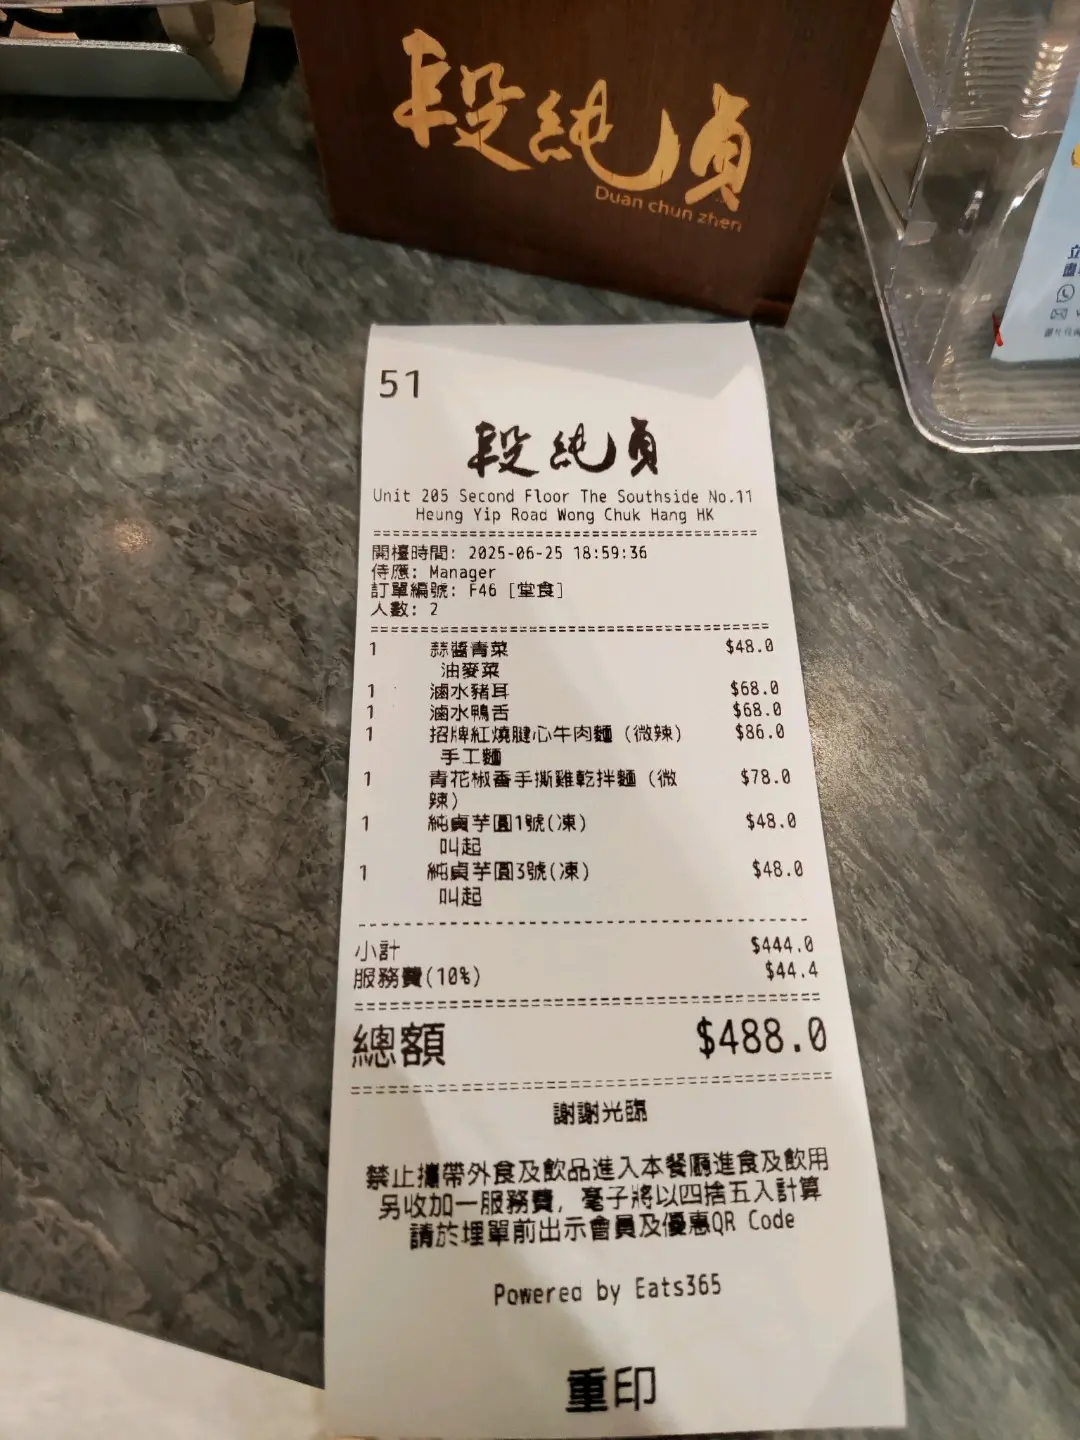 段純貞
Duan chun zhen
立
51
段純貞
Unit 205 Second Floor The Southside No.11
Heung Yip Road Wong Chuk Hang HK
開檯時間: 2025-06-25 18:59:36
侍應: Manager
訂單編號: F46 [堂食]
人數: 2
1 蒜醬青菜 $48.0
油麥菜
1 滷水豬耳 $68.0
1 滷水鴨舌 $68.0
1 招牌紅燒腱心牛肉麵 (微辣) $86.0
手工麵
1 青花椒香手撕雞乾拌麵 (微 $78.0
辣)
1 純貞芋圓1號(凍) $48.0
叫起
1 純貞芋圓3號(凍) $48.0
叫起
小計 $444.0
服務費(10%) $44.4
總額 $488.0
謝謝光臨
禁止攜帶外食及飲品進入本餐廳進食及飲用
另收加一服務費, 毫子將以四捨五入計算
請於埋單前出示會員及優惠QR Code
Powered by Eats365
重印